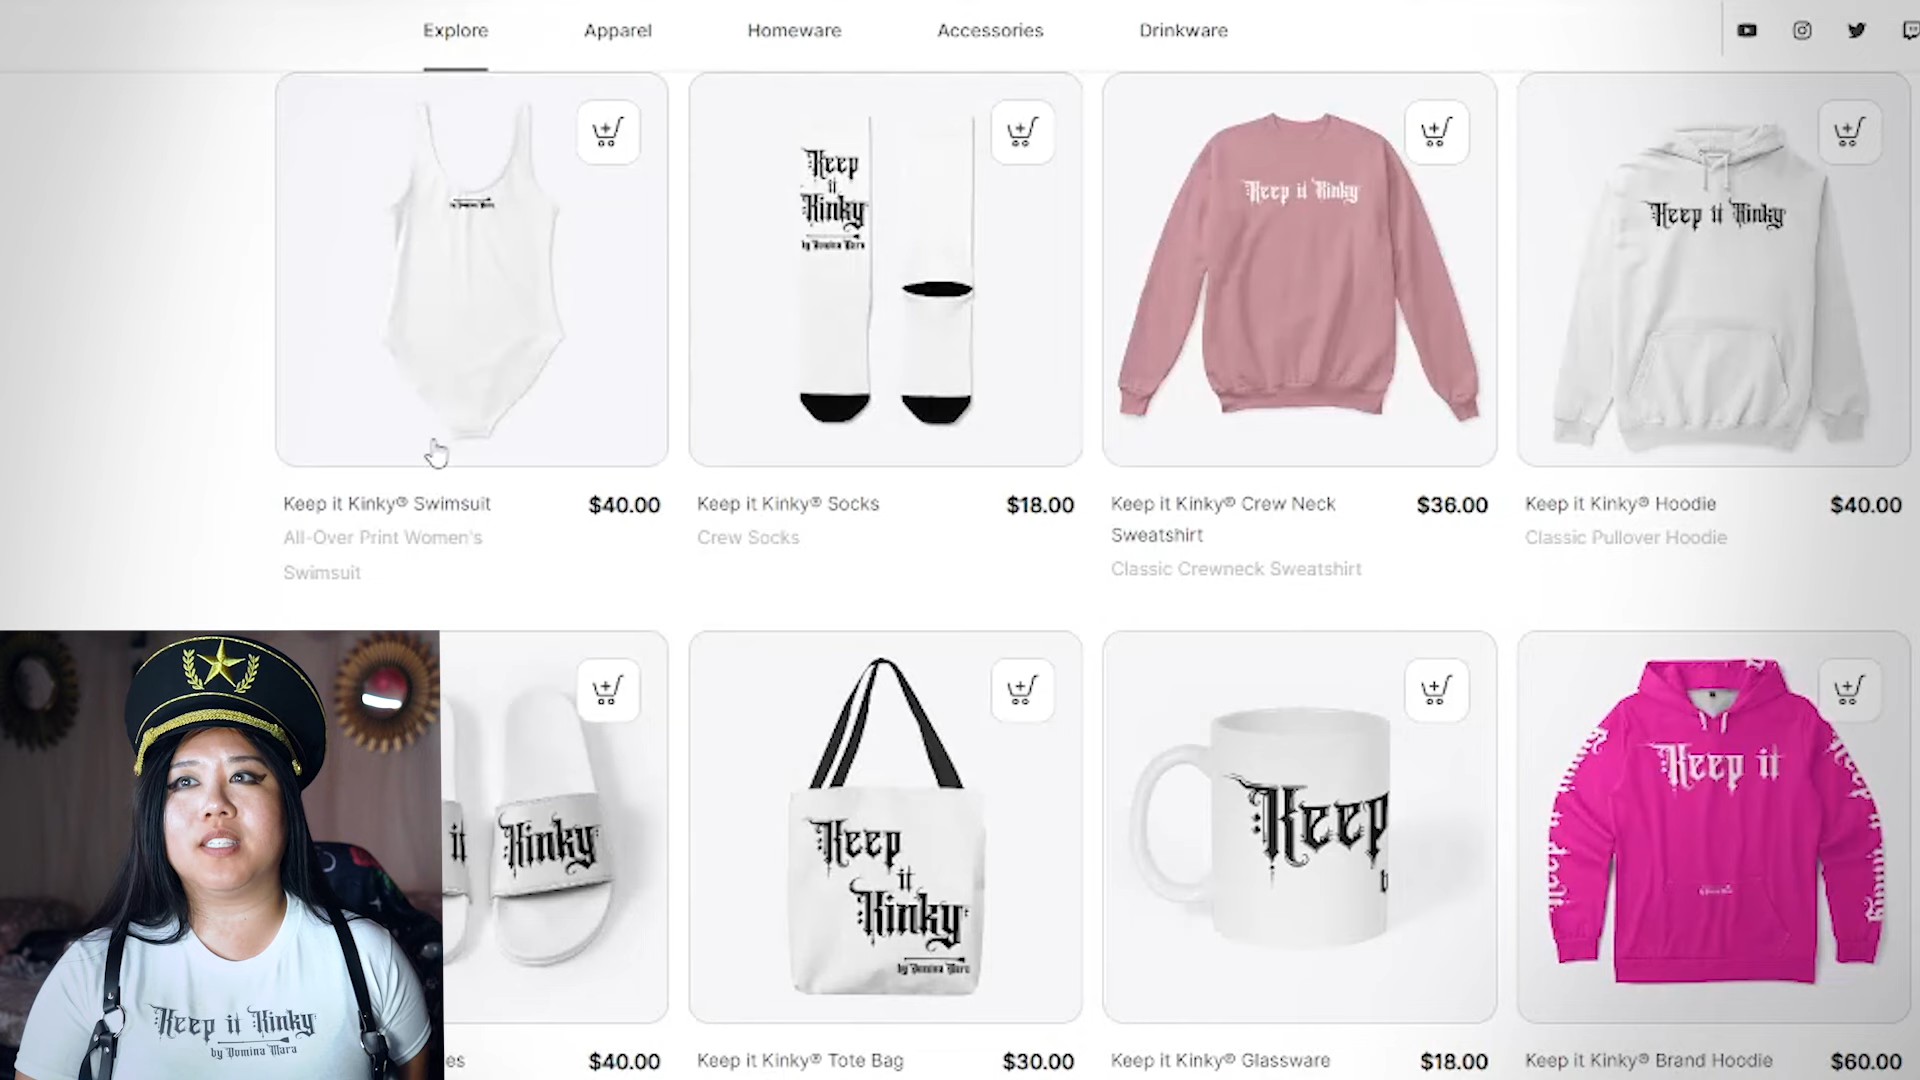 Explore
Apparel
Homeware
Accessories
Drinkware
Keep
it
Kinky
by Domina Mara
Keep it Kinky
Keep it Kinky
Keep it Kinky® Swimsuit
$40.00
All-Over Print Women's
Swimsuit
Keep it Kinky® Socks
$18.00
Crew Socks
Keep it Kinky® Crew Neck
Sweatshirt
$36.00
Classic Crewneck Sweatshirt
Keep it Kinky® Hoodie
$40.00
Classic Pullover Hoodie
it
Kinky
Keep
it
Kinky
by Domina Mara
Keep
Keep it
Keep it Kinky
by Domina Mara
es
$40.00
Keep it Kinky® Tote Bag
$30.00
Keep it Kinky® Glassware
$18.00
Keep it Kinky® Brand Hoodie
$60.00